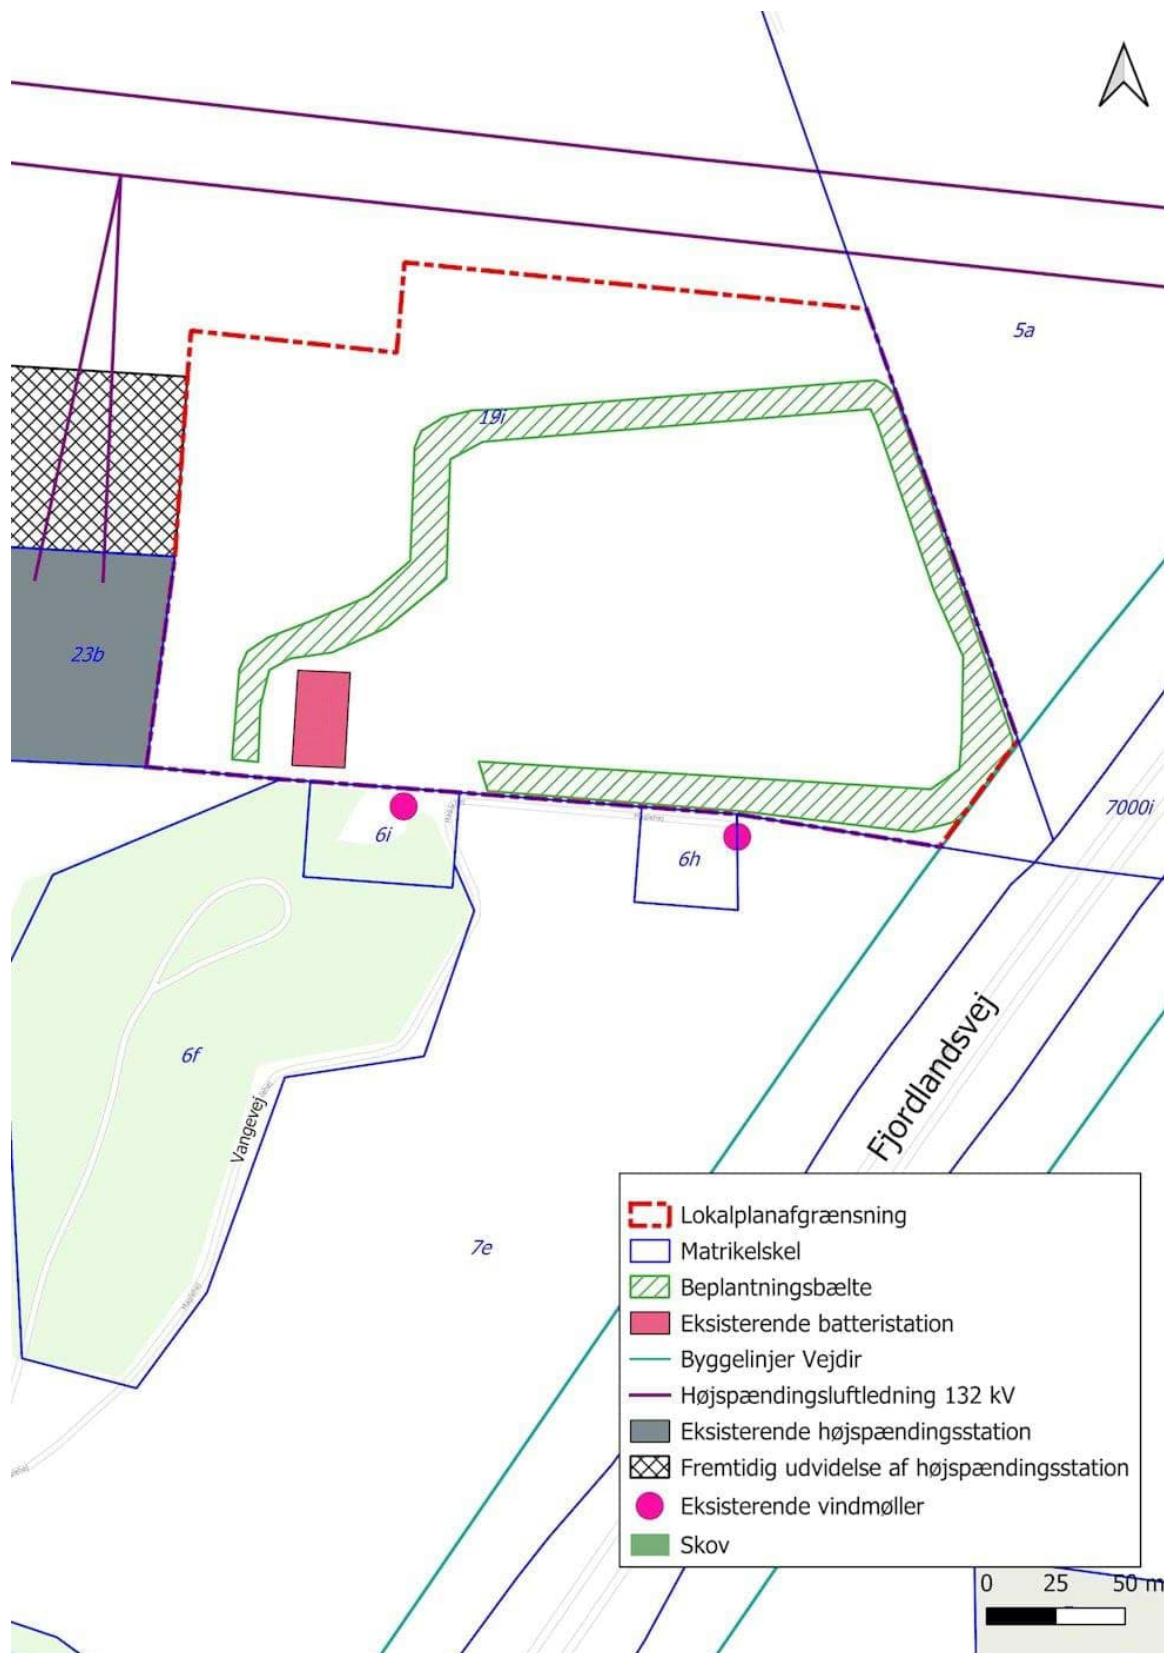 5a
19i
23b
7000i
6i
6h
6f
Fjordlandsvej
Vangevej
7e
Lokalplanafgrænsning
Matrikelskel
Beplantningsbælte
Eksisterende batteristation
Byggelinjer Vejdir
Højspændingsluftledning 132 kV
Eksisterende højspændingsstation
Fremtidig udvidelse af højspændingsstation
Eksisterende vindmøller
Skov
0 25 50 m